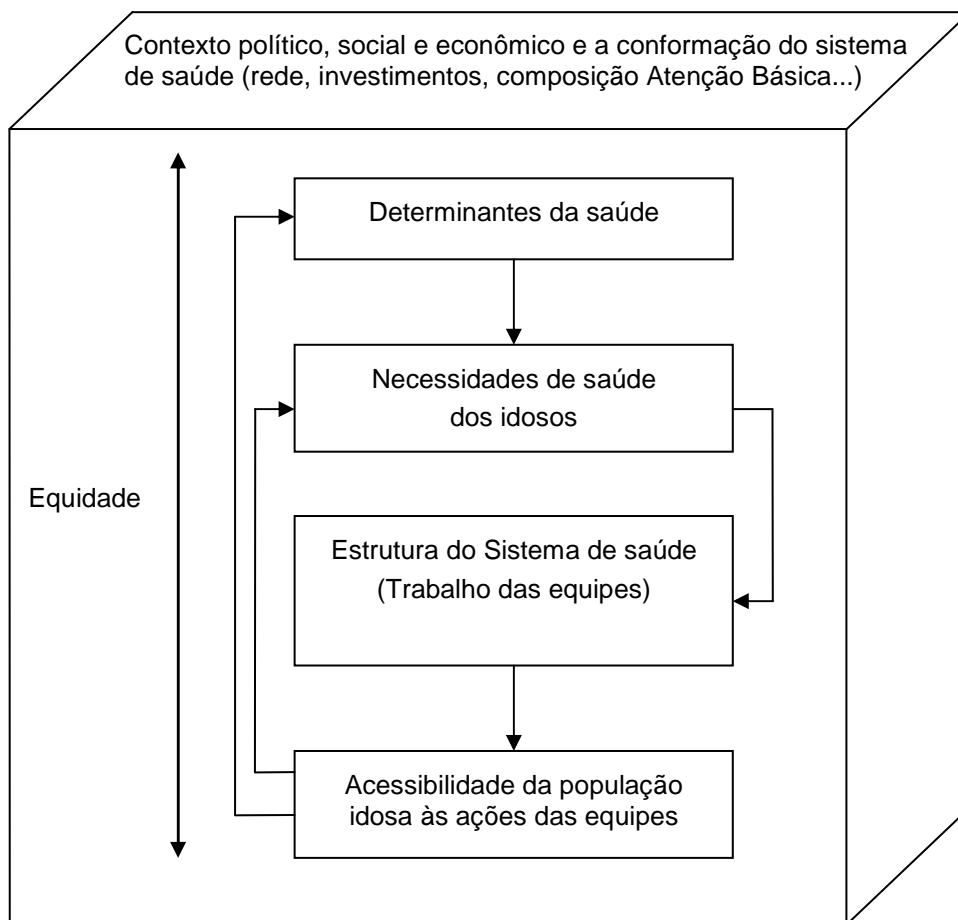 Contexto político, social e econômico e a conformação do sistema
de saúde (rede, investimentos, composição Atenção Básica...)
Determinantes da saúde
Necessidades de saúde
dos idosos
Equidade
Estrutura do Sistema de saúde
(Trabalho das equipes)
Acessibilidade da população
idosa às ações das equipes